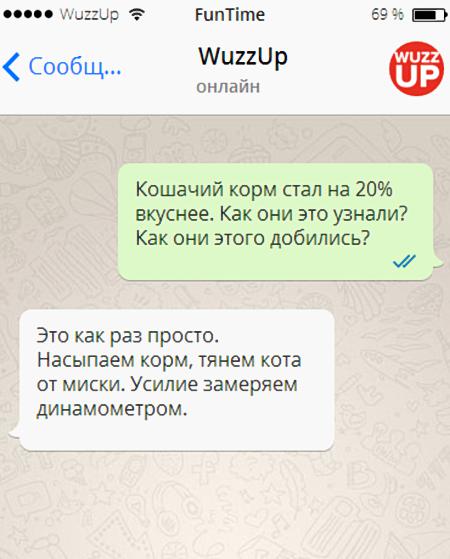 WuzzUp FunTime 69 %
Сообщ... WuzzUp
онлайн
WUZZ
UP
Кошачий корм стал на 20%
вкуснее. Как они это узнали?
Как они этого добились?
Это как раз просто.
Насыпаем корм, тянем кота
от миски. Усилие замеряем
динамометром.